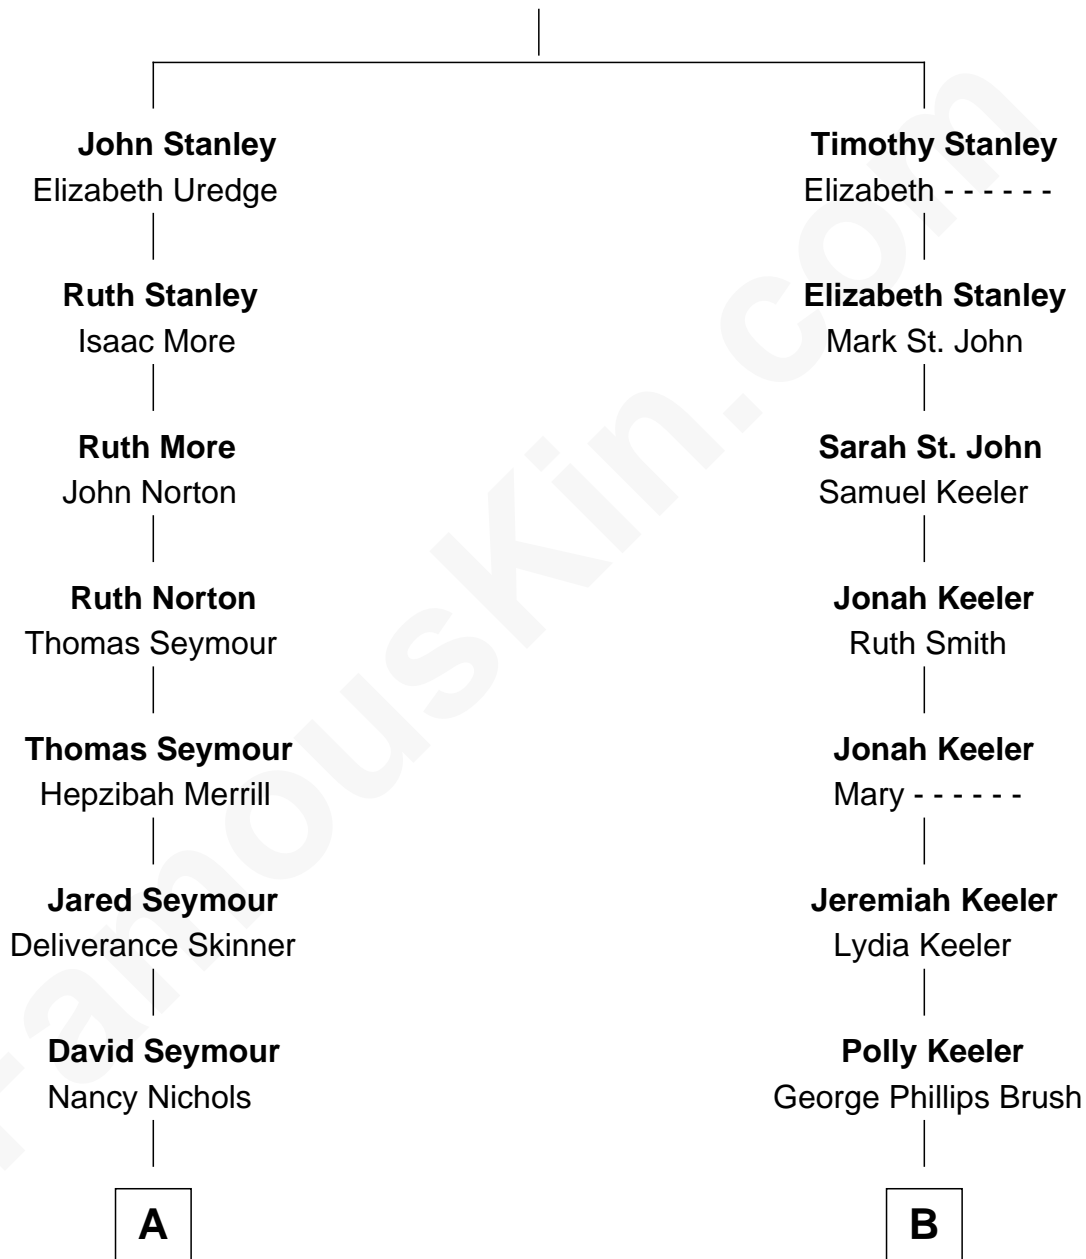 John Stanley
Elizabeth Uredge
Ruth Stanley
Isaac More
Ruth More
John Norton
Ruth Norton
Thomas Seymour
Thomas Seymour
Hepzibah Merrill
Jared Seymour
Deliverance Skinner
David Seymour
Nancy Nichols
A
Timothy Stanley
Elizabeth - - - - - -
Elizabeth Stanley
Mark St. John
Sarah St. John
Samuel Keeler
Jonah Keeler
Ruth Smith
Jonah Keeler
Mary - - - - - -
Jeremiah Keeler
Lydia Keeler
Polly Keeler
George Phillips Brush
B
FamousKin.com